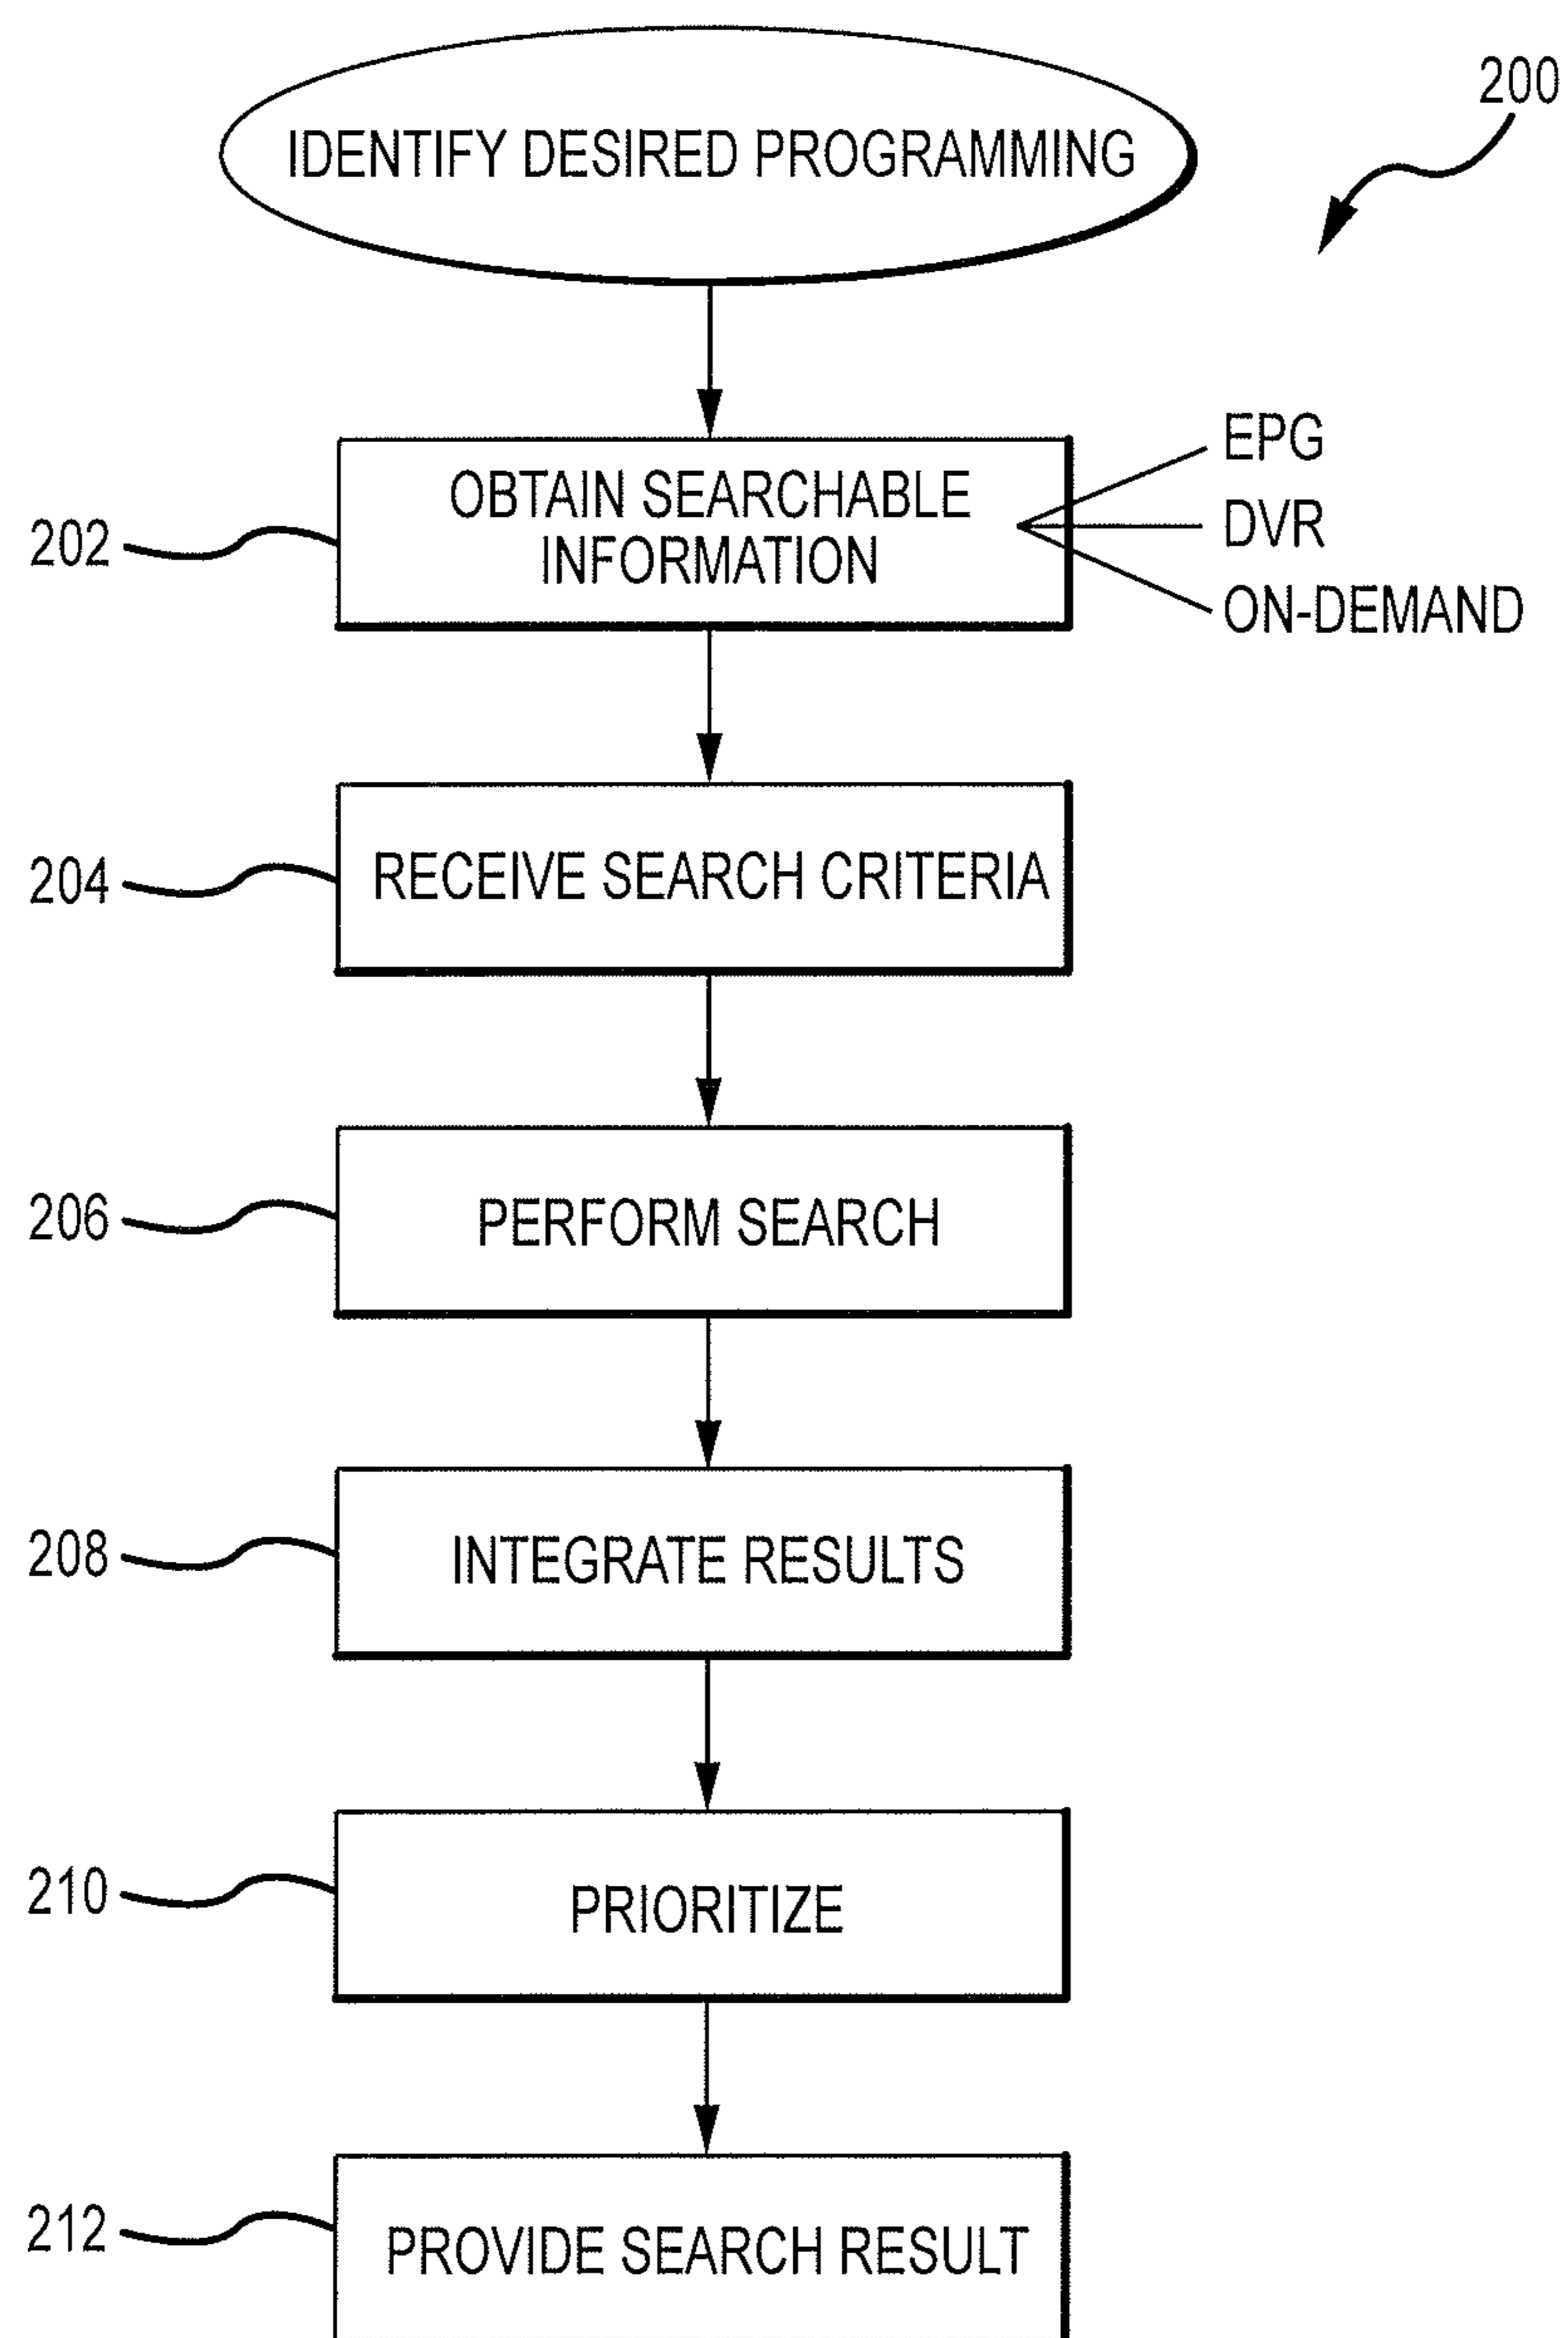 200
IDENTIFY DESIRED PROGRAMMING
202
OBTAIN SEARCHABLE
INFORMATION
EPG
DVR
ON-DEMAND
204
RECEIVE SEARCH CRITERIA
206
PERFORM SEARCH
208
INTEGRATE RESULTS
210
PRIORITIZE
212
PROVIDE SEARCH RESULT